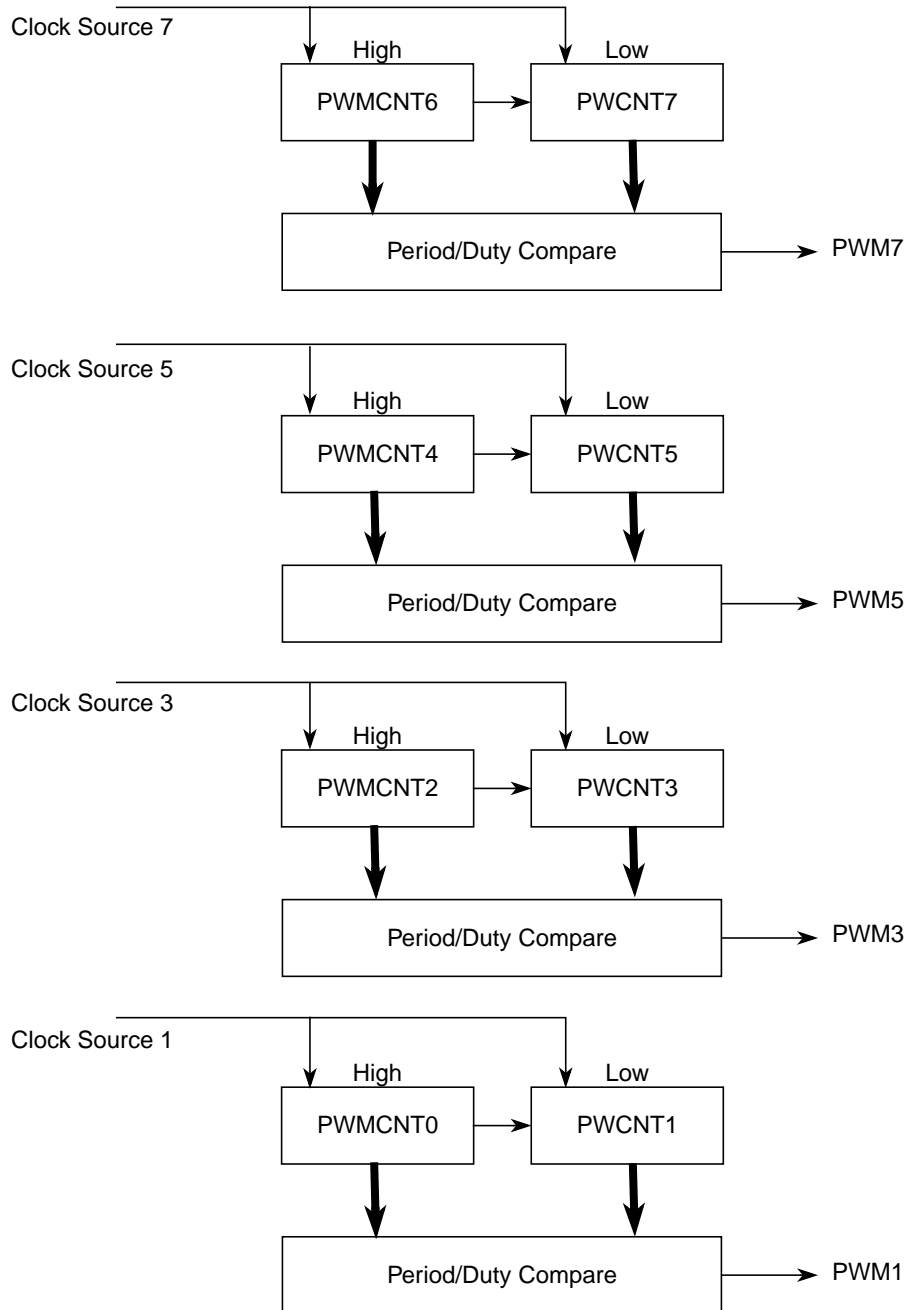 Clock Source 7
High
Low
PWMCNT6
PWCNT7
Period/Duty Compare
PWM7
Clock Source 5
High
Low
PWMCNT4
PWCNT5
Period/Duty Compare
PWM5
Clock Source 3
High
Low
PWMCNT2
PWCNT3
Period/Duty Compare
PWM3
Clock Source 1
High
Low
PWMCNT0
PWCNT1
Period/Duty Compare
PWM1